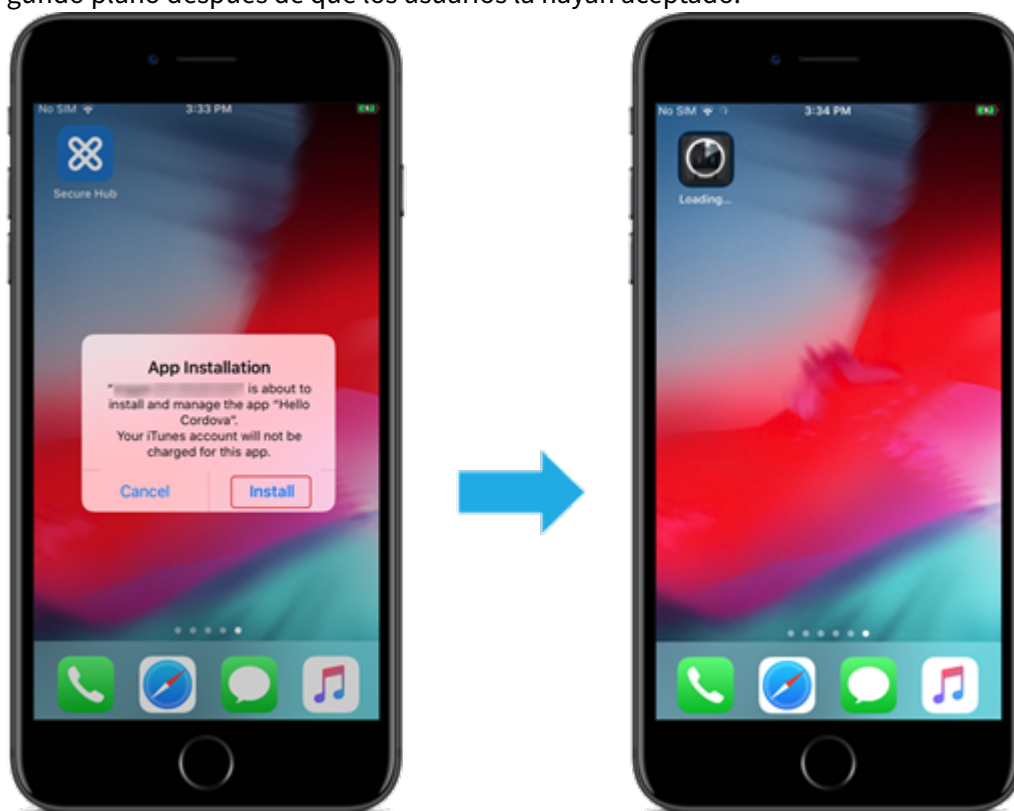 gundo plano después de que los usuarios la hayan aceptado.
No SIM 3:33 PM
Secure Hub
App Installation
" is about to
install and manage the app "Hello
Cordova".
Your iTunes account will not be
charged for this app.
Cancel Install
No SIM 3:34 PM
Loading...